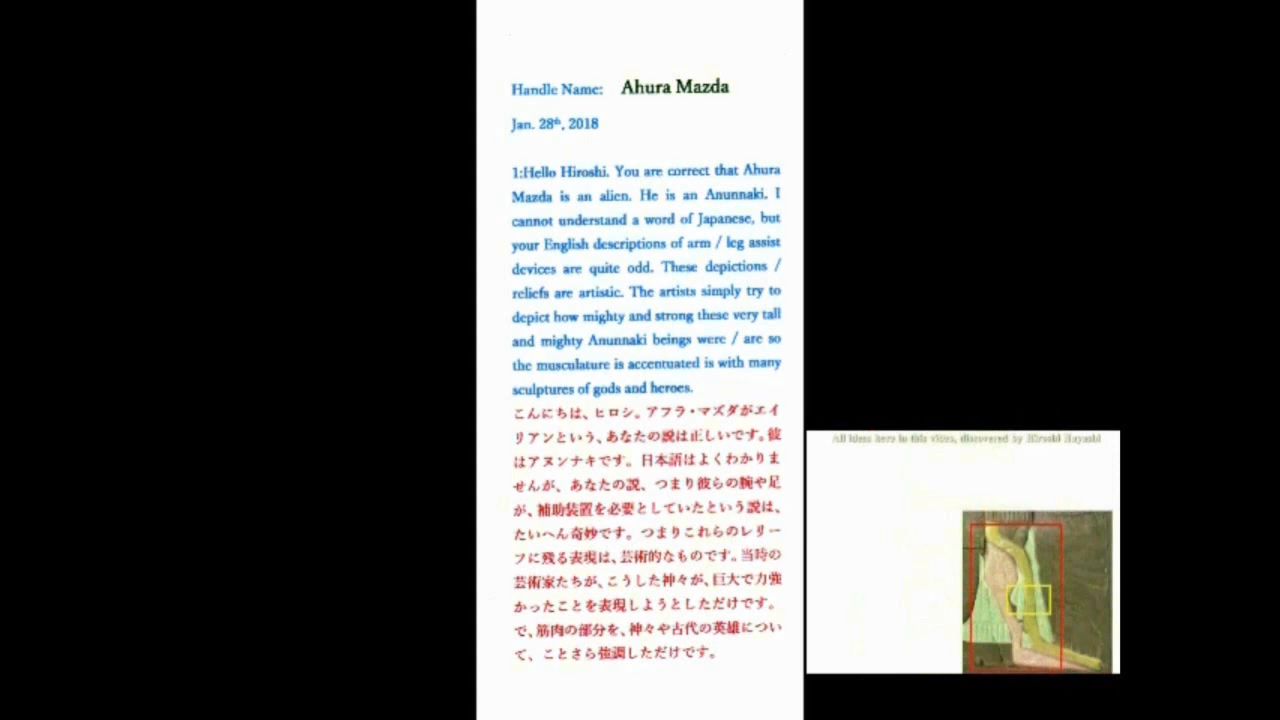 Handle Name: Ahura Mazda
Jan. 28th, 2018
1:Hello Hiroshi. You are correct that Ahura
Mazda is an alien. He is an Anunnaki. I
cannot understand a word of Japanese, but
your English descriptions of arm / leg assist
devices are quite odd. These depictions /
reliefs are artistic. The artists simply try to
depict how mighty and strong these very tall
and mighty Anunnaki beings were / are so
the musculature is accentuated is with many
sculptures of gods and heroes.
こんにちは、ヒロシ。アフラ・マズダがエイ
リアンという、あなたの説は正しいです。彼
はアヌンナキです。日本語はよくわかりま
せんが、あなたの説、つまり彼らの腕や足
が、補助装置を必要としていたという説は、
たいへん奇妙です。つまりこれらのレリー
フに残る表現は、芸術的なものです。当時の
芸術家たちが、こうした神々が、巨大で力強
かったことを表現しようとしただけです。
で、筋肉の部分を、神々や古代の英雄につい
て、ことさら強調しただけです。
All ideas here in this video, discovered by Hiroshi Hayashi